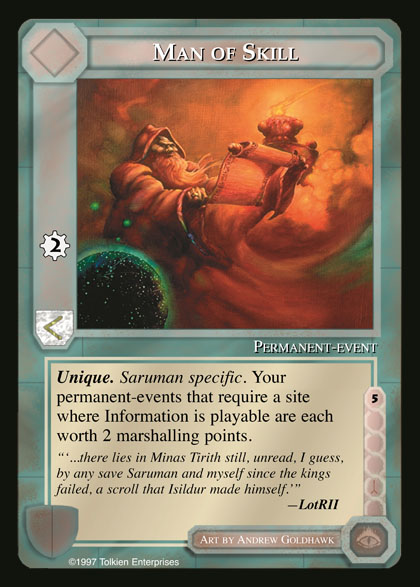 MAN OF SKILL
2
PERMANENT-EVENT
Unique. Saruman specific. Your
permanent-events that require a site
where Information is playable are each
worth 2 marshalling points.
“‘...there lies in Minas Tirith still, unread, I guess,
by any save Saruman and myself since the kings
failed, a scroll that Isildur made himself.’”
—LotRII
5
ART BY ANDREW GOLDHAWK
©1997 Tolkien Enterprises